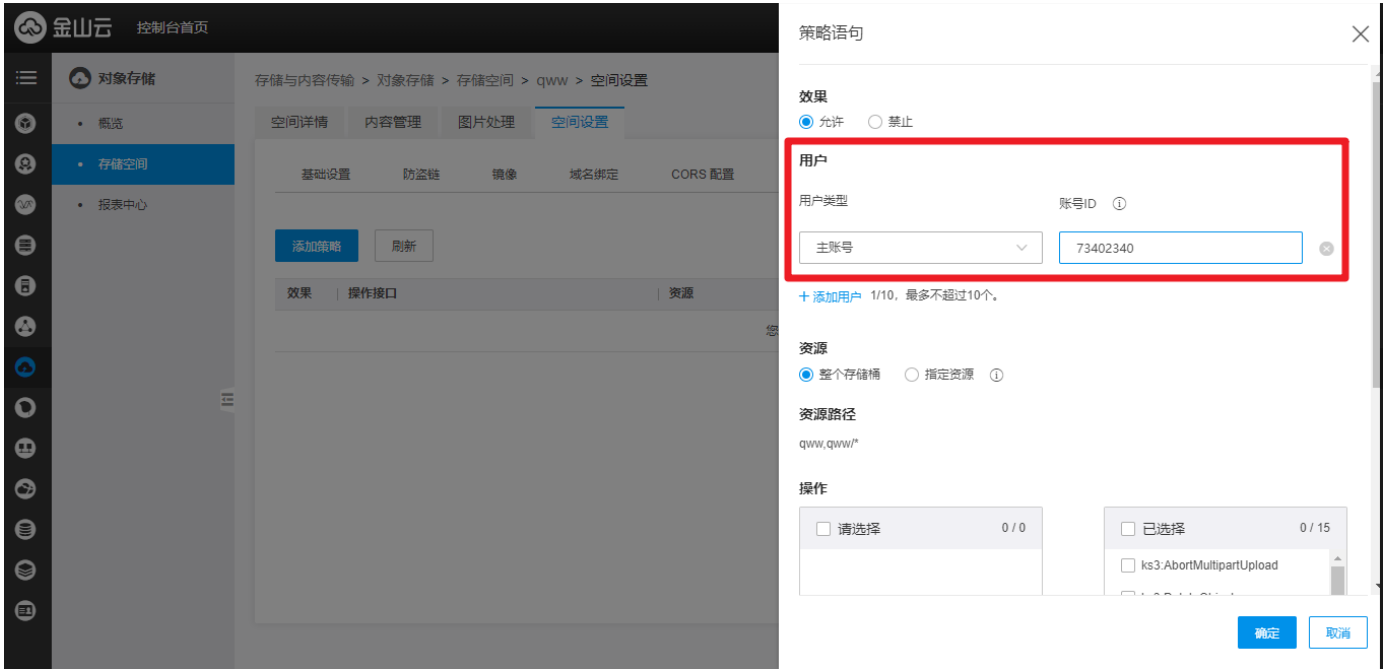 金山云 控制台首页
对象存储
概览
存储空间
报表中心
存储与内容传输 > 对象存储 > 存储空间 > qww > 空间设置
空间详情 内容管理 图片处理 空间设置
基础设置 防盗链 镜像 域名绑定 CORS 配置
添加策略 刷新
效果 操作接口 资源
您
策略语句
效果
允许 禁止
用户
用户类型 账号ID
主账号 73402340
+ 添加用户 1/10，最多不超过10个。
资源
整个存储桶 指定资源
资源路径
qww,qww/*
操作
请选择 0 / 0 已选择 0 / 15
ks3:AbortMultipartUpload
确定 取消